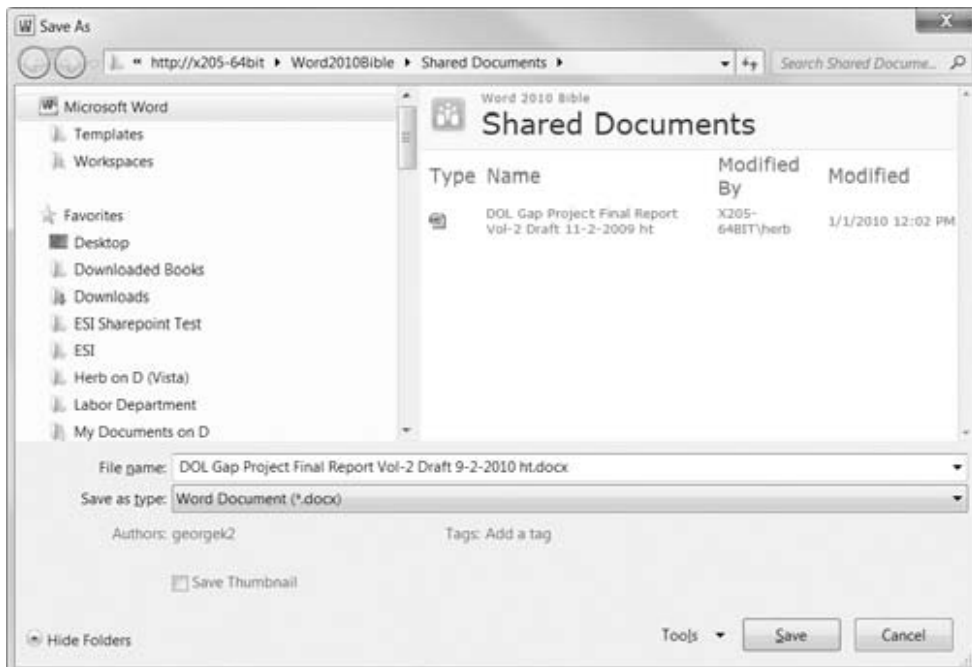 Save As
X
« http://x205-64bit ▸ Word2010Bible ▸ Shared Documents ▸
Search Shared Docume...
Microsoft Word
Templates
Workspaces
Favorites
Desktop
Downloaded Books
Downloads
ESI Sharepoint Test
ESI
Herb on D (Vista)
Labor Department
My Documents on D
Word 2010 Bible
Shared Documents
Type Name Modified By Modified
DOL Gap Project Final Report Vol-2 Draft 11-2-2009 ht X205-64BIT\herb 1/1/2010 12:02 PM
File name: DOL Gap Project Final Report Vol-2 Draft 9-2-2010 ht.docx
Save as type: Word Document (*.docx)
Authors: georgek2 Tags: Add a tag
Save Thumbnail
Hide Folders Tools Save Cancel